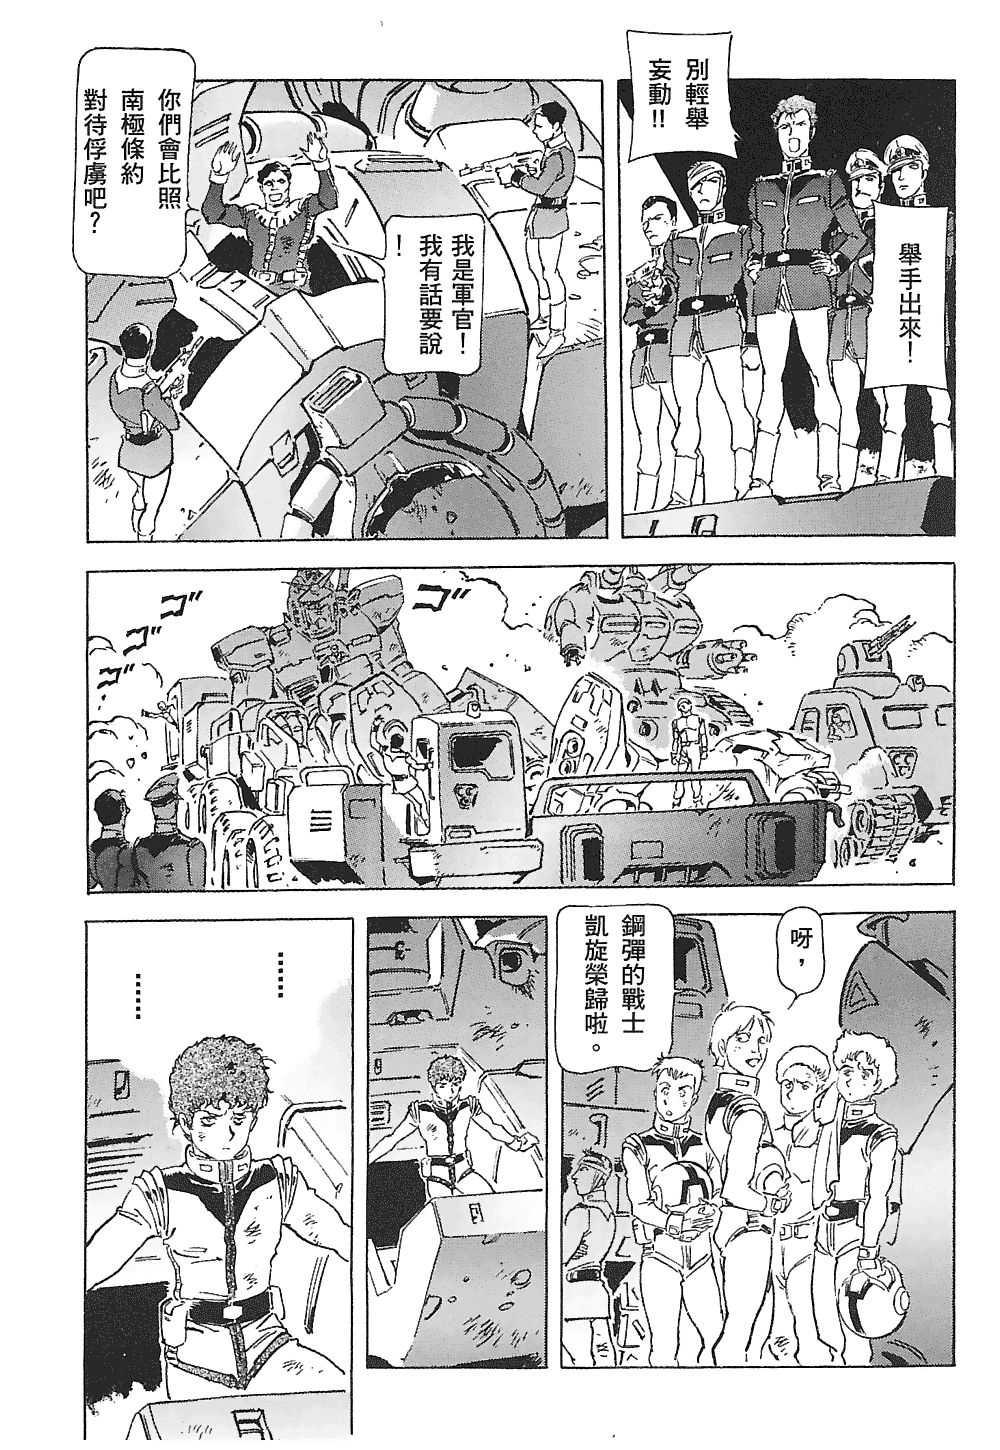 別輕舉
妄動!!
舉手出來！
我是軍官！
我有話要說
！
你們會比照
南極條約
對待俘虜吧？
ゴ
ゴ
呀，
鋼彈的戰士
凱旋榮歸啦。
……
……